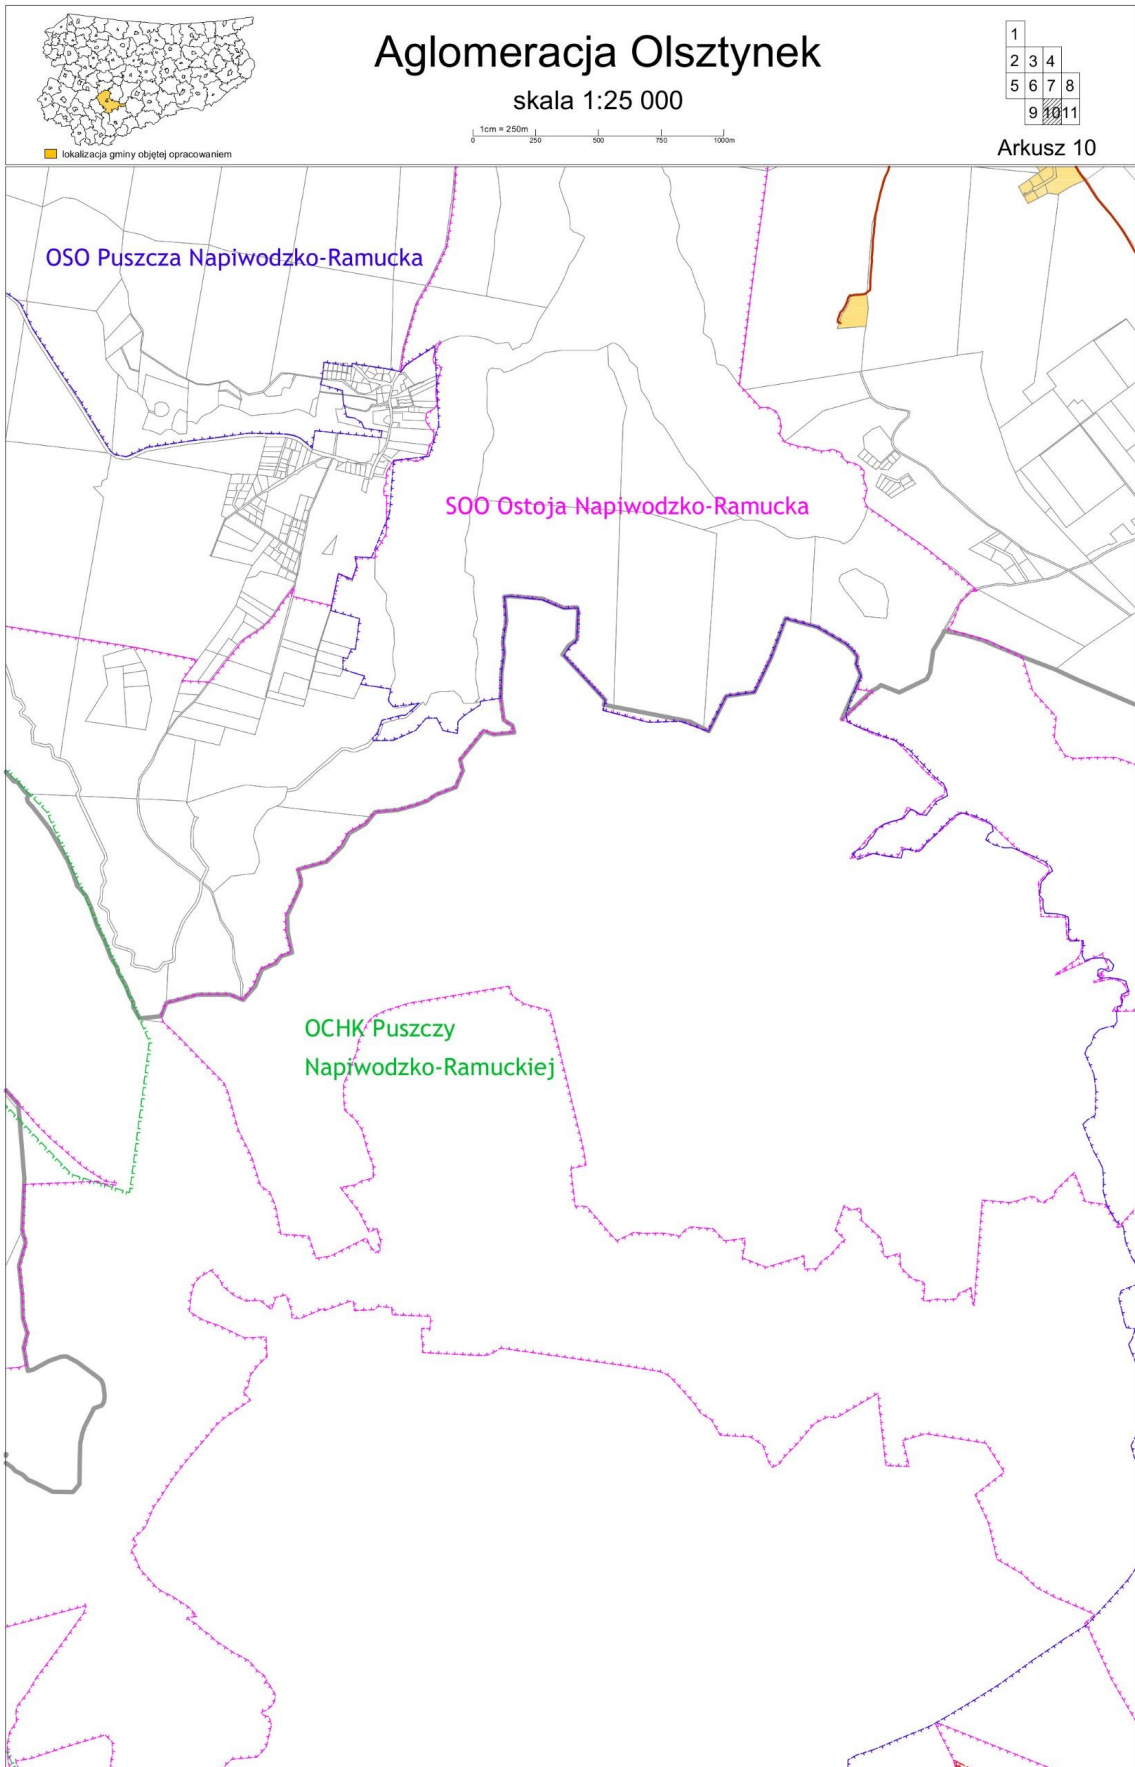 Aglomeracja Olsztynek
skala 1:25 000
1cm = 250m
0 250 500 750 1000m
lokalizacja gminy objętej opracowaniem
1
2 3 4
5 6 7 8
9 10 11
Arkusz 10
OSO Puszcza Napiwodzko-Ramucka
SOO Ostoja Napiwodzko-Ramucka
OCHK Puszczy
Napiwodzko-Ramuckiej